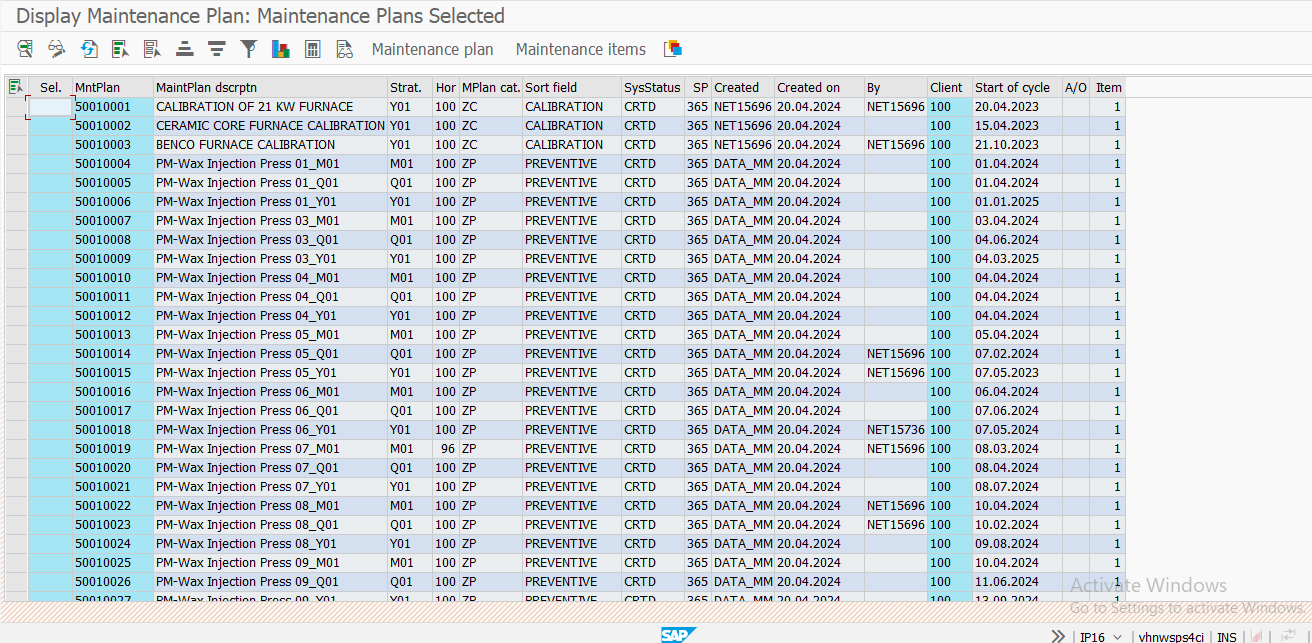 Display Maintenance Plan: Maintenance Plans Selected
Maintenance plan Maintenance items
Sel. MntPlan MaintPlan dscrptn Strat. Hor MPlan cat. Sort field SysStatus SP Created Created on By Client Start of cycle A/O Item
50010001 CALIBRATION OF 21 KW FURNACE Y01 100 ZC CALIBRATION CRTD 365 NET15696 20.04.2024 NET15696 100 20.04.2023 1
50010002 CERAMIC CORE FURNACE CALIBRATION Y01 100 ZC CALIBRATION CRTD 365 NET15696 20.04.2024 100 15.04.2023 1
50010003 BENCO FURNACE CALIBRATION Y01 100 ZC CALIBRATION CRTD 365 NET15696 20.04.2024 NET15696 100 21.10.2023 1
50010004 PM-Wax Injection Press 01_M01 M01 100 ZP PREVENTIVE CRTD 365 DATA_MM 20.04.2024 100 01.04.2024 1
50010005 PM-Wax Injection Press 01_Q01 Q01 100 ZP PREVENTIVE CRTD 365 DATA_MM 20.04.2024 100 01.04.2024 1
50010006 PM-Wax Injection Press 01_Y01 Y01 100 ZP PREVENTIVE CRTD 365 DATA_MM 20.04.2024 100 01.01.2025 1
50010007 PM-Wax Injection Press 03_M01 M01 100 ZP PREVENTIVE CRTD 365 DATA_MM 20.04.2024 100 03.04.2024 1
50010008 PM-Wax Injection Press 03_Q01 Q01 100 ZP PREVENTIVE CRTD 365 DATA_MM 20.04.2024 100 04.06.2024 1
50010009 PM-Wax Injection Press 03_Y01 Y01 100 ZP PREVENTIVE CRTD 365 DATA_MM 20.04.2024 100 04.03.2025 1
50010010 PM-Wax Injection Press 04_M01 M01 100 ZP PREVENTIVE CRTD 365 DATA_MM 20.04.2024 100 04.04.2024 1
50010011 PM-Wax Injection Press 04_Q01 Q01 100 ZP PREVENTIVE CRTD 365 DATA_MM 20.04.2024 100 04.04.2024 1
50010012 PM-Wax Injection Press 04_Y01 Y01 100 ZP PREVENTIVE CRTD 365 DATA_MM 20.04.2024 100 04.04.2024 1
50010013 PM-Wax Injection Press 05_M01 M01 100 ZP PREVENTIVE CRTD 365 DATA_MM 20.04.2024 100 05.04.2024 1
50010014 PM-Wax Injection Press 05_Q01 Q01 100 ZP PREVENTIVE CRTD 365 DATA_MM 20.04.2024 NET15696 100 07.02.2024 1
50010015 PM-Wax Injection Press 05_Y01 Y01 100 ZP PREVENTIVE CRTD 365 DATA_MM 20.04.2024 NET15696 100 07.05.2023 1
50010016 PM-Wax Injection Press 06_M01 M01 100 ZP PREVENTIVE CRTD 365 DATA_MM 20.04.2024 100 06.04.2024 1
50010017 PM-Wax Injection Press 06_Q01 Q01 100 ZP PREVENTIVE CRTD 365 DATA_MM 20.04.2024 100 07.06.2024 1
50010018 PM-Wax Injection Press 06_Y01 Y01 100 ZP PREVENTIVE CRTD 365 DATA_MM 20.04.2024 NET15736 100 07.05.2024 1
50010019 PM-Wax Injection Press 07_M01 M01 96 ZP PREVENTIVE CRTD 365 DATA_MM 20.04.2024 NET15696 100 08.03.2024 1
50010020 PM-Wax Injection Press 07_Q01 Q01 100 ZP PREVENTIVE CRTD 365 DATA_MM 20.04.2024 100 08.04.2024 1
50010021 PM-Wax Injection Press 07_Y01 Y01 100 ZP PREVENTIVE CRTD 365 DATA_MM 20.04.2024 100 08.07.2024 1
50010022 PM-Wax Injection Press 08_M01 M01 100 ZP PREVENTIVE CRTD 365 DATA_MM 20.04.2024 NET15696 100 10.04.2024 1
50010023 PM-Wax Injection Press 08_Q01 Q01 100 ZP PREVENTIVE CRTD 365 DATA_MM 20.04.2024 NET15696 100 10.02.2024 1
50010024 PM-Wax Injection Press 08_Y01 Y01 100 ZP PREVENTIVE CRTD 365 DATA_MM 20.04.2024 100 09.08.2024 1
50010025 PM-Wax Injection Press 09_M01 M01 100 ZP PREVENTIVE CRTD 365 DATA_MM 20.04.2024 100 10.04.2024 1
50010026 PM-Wax Injection Press 09_Q01 Q01 100 ZP PREVENTIVE CRTD 365 DATA_MM 20.04.2024 100 11.06.2024 1
50010027 PM-Wax Injection Press 09_Y01 Y01 100 ZP PREVENTIVE CRTD 365 DATA_MM 20.04.2024 100 13.09.2024 1
Activate Windows
Go to Settings to activate Windows.
SAP IP16 vhnwsps4ci INS